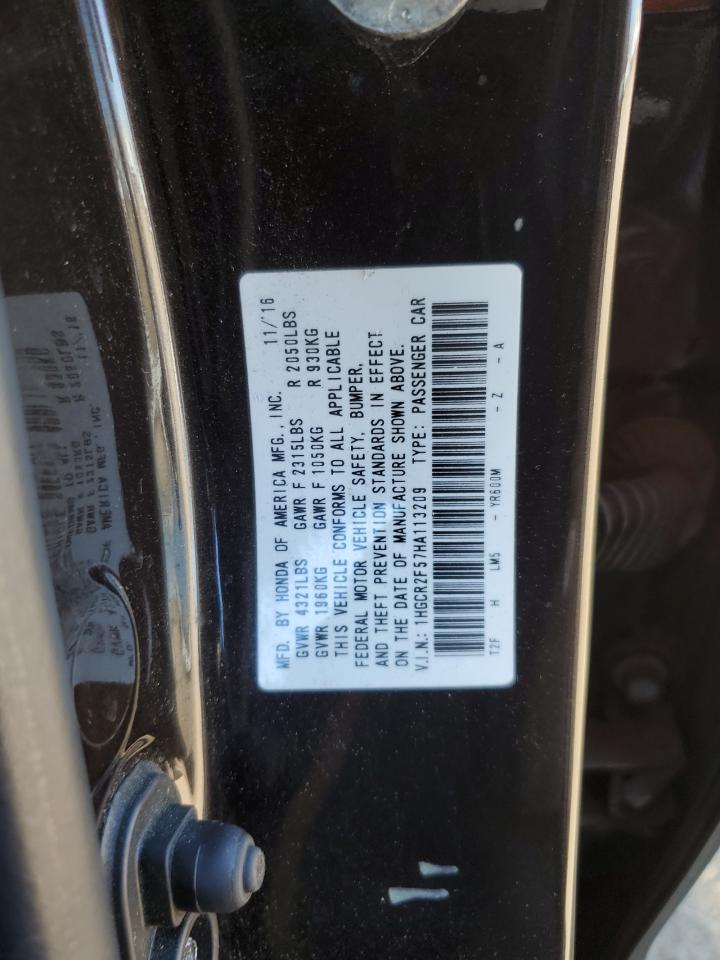 MFD. BY HONDA OF AMERICA MFG., INC. 11/'16
GVWR 4321LBS GAWR F 2315LBS R 2050LBS
GVWR 1960KG GAWR F 1050KG R 930KG
THIS VEHICLE CONFORMS TO ALL APPLICABLE
FEDERAL MOTOR VEHICLE SAFETY, BUMPER,
AND THEFT PREVENTION STANDARDS IN EFFECT
ON THE DATE OF MANUFACTURE SHOWN ABOVE.
V.I.N.: 1HGCR2F57HA113209 TYPE: PASSENGER CAR
T2F H LM5 - YR600M - Z - A